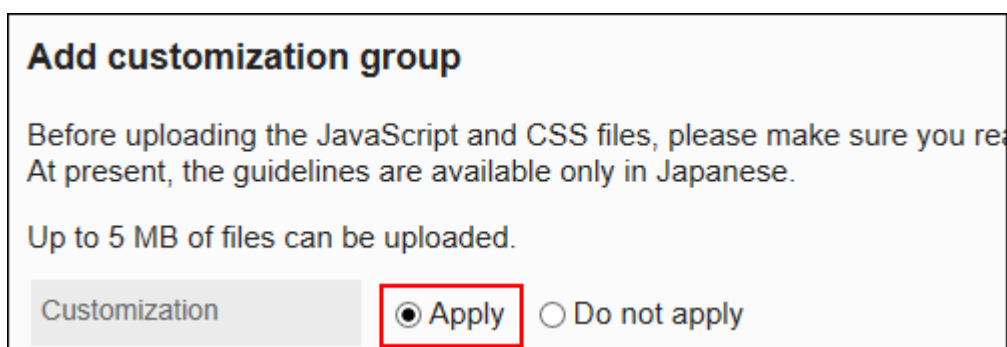 Add customization group
Before uploading the JavaScript and CSS files, please make sure you
At present, the guidelines are available only in Japanese.
Up to 5 MB of files can be uploaded.
Customization Apply Do not apply